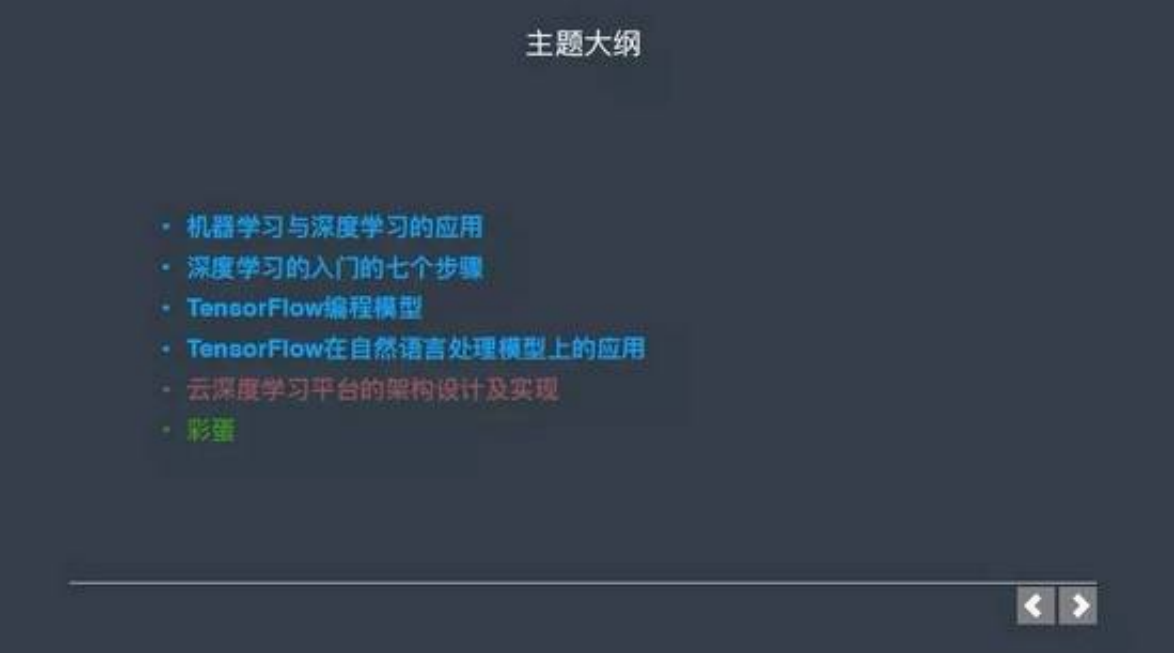 主题大纲
• 机器学习与深度学习的应用
• 深度学习的入门的七个步骤
• TensorFlow编程模型
• TensorFlow在自然语言处理模型上的应用
• 云深度学习平台的架构设计及实现
• 彩蛋